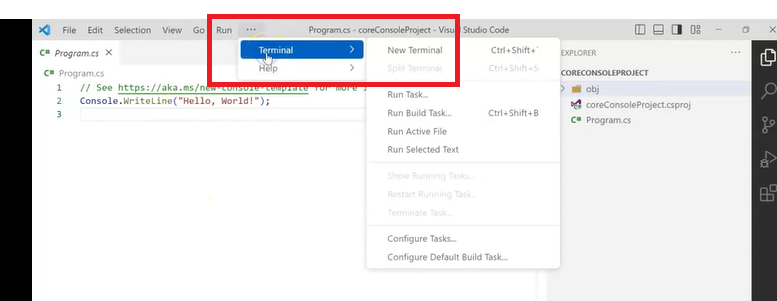 File Edit Selection View Go Run ··· Program.cs - coreConsoleProject - Visual Studio Code
C# Program.cs ×
C# Program.cs
1 // See https://aka.ms/new-console-template for more
2 Console.WriteLine("Hello, World!");
3
Terminal
Help
New Terminal Ctrl+Shift+`
Split Terminal Ctrl+Shift+5
Run Task...
Run Build Task... Ctrl+Shift+B
Run Active File
Run Selected Text
Show Running Tasks...
Restart Running Task...
Terminate Task...
Configure Tasks...
Configure Default Build Task...
EXPLORER ···
CORECONSOLEPROJECT
obj
coreConsoleProject.csproj
C# Program.cs